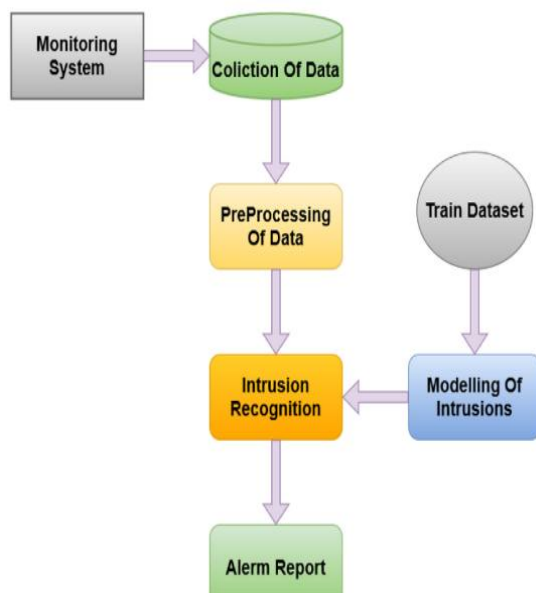 Monitoring
System
Coliction Of Data
PreProcessing
Of Data
Train Dataset
Intrusion
Recognition
Modelling Of
Intrusions
Alerm Report